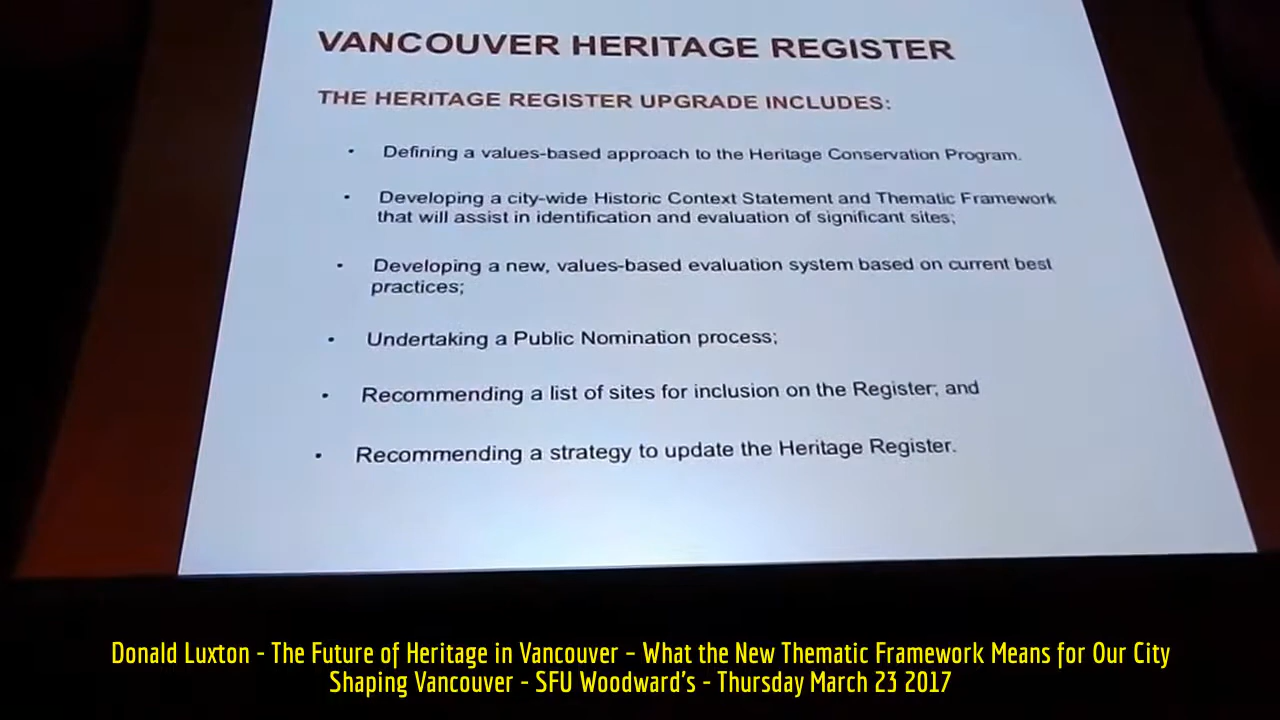 VANCOUVER HERITAGE REGISTER
THE HERITAGE REGISTER UPGRADE INCLUDES:
• Defining a values-based approach to the Heritage Conservation Program.
• Developing a city-wide Historic Context Statement and Thematic Framework
that will assist in identification and evaluation of significant sites;
• Developing a new, values-based evaluation system based on current best
practices;
• Undertaking a Public Nomination process;
• Recommending a list of sites for inclusion on the Register; and
• Recommending a strategy to update the Heritage Register.
Donald Luxton - The Future of Heritage in Vancouver – What the New Thematic Framework Means for Our City
Shaping Vancouver - SFU Woodward's - Thursday March 23 2017